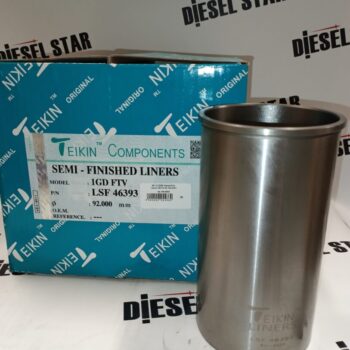 DIESEL STAR
DIESEL STAR
TEIKIN
ORIGINAL
TEIKIN COMPONENTS
SEMI - FINISHED LINERS
MODEL : 1GD FTV
P/N : LSF 46393
Ø : 92.000 m/m
O.E.M.
REFERENCE. : ---
TEIKIN
LINERS
DIESEL STAR